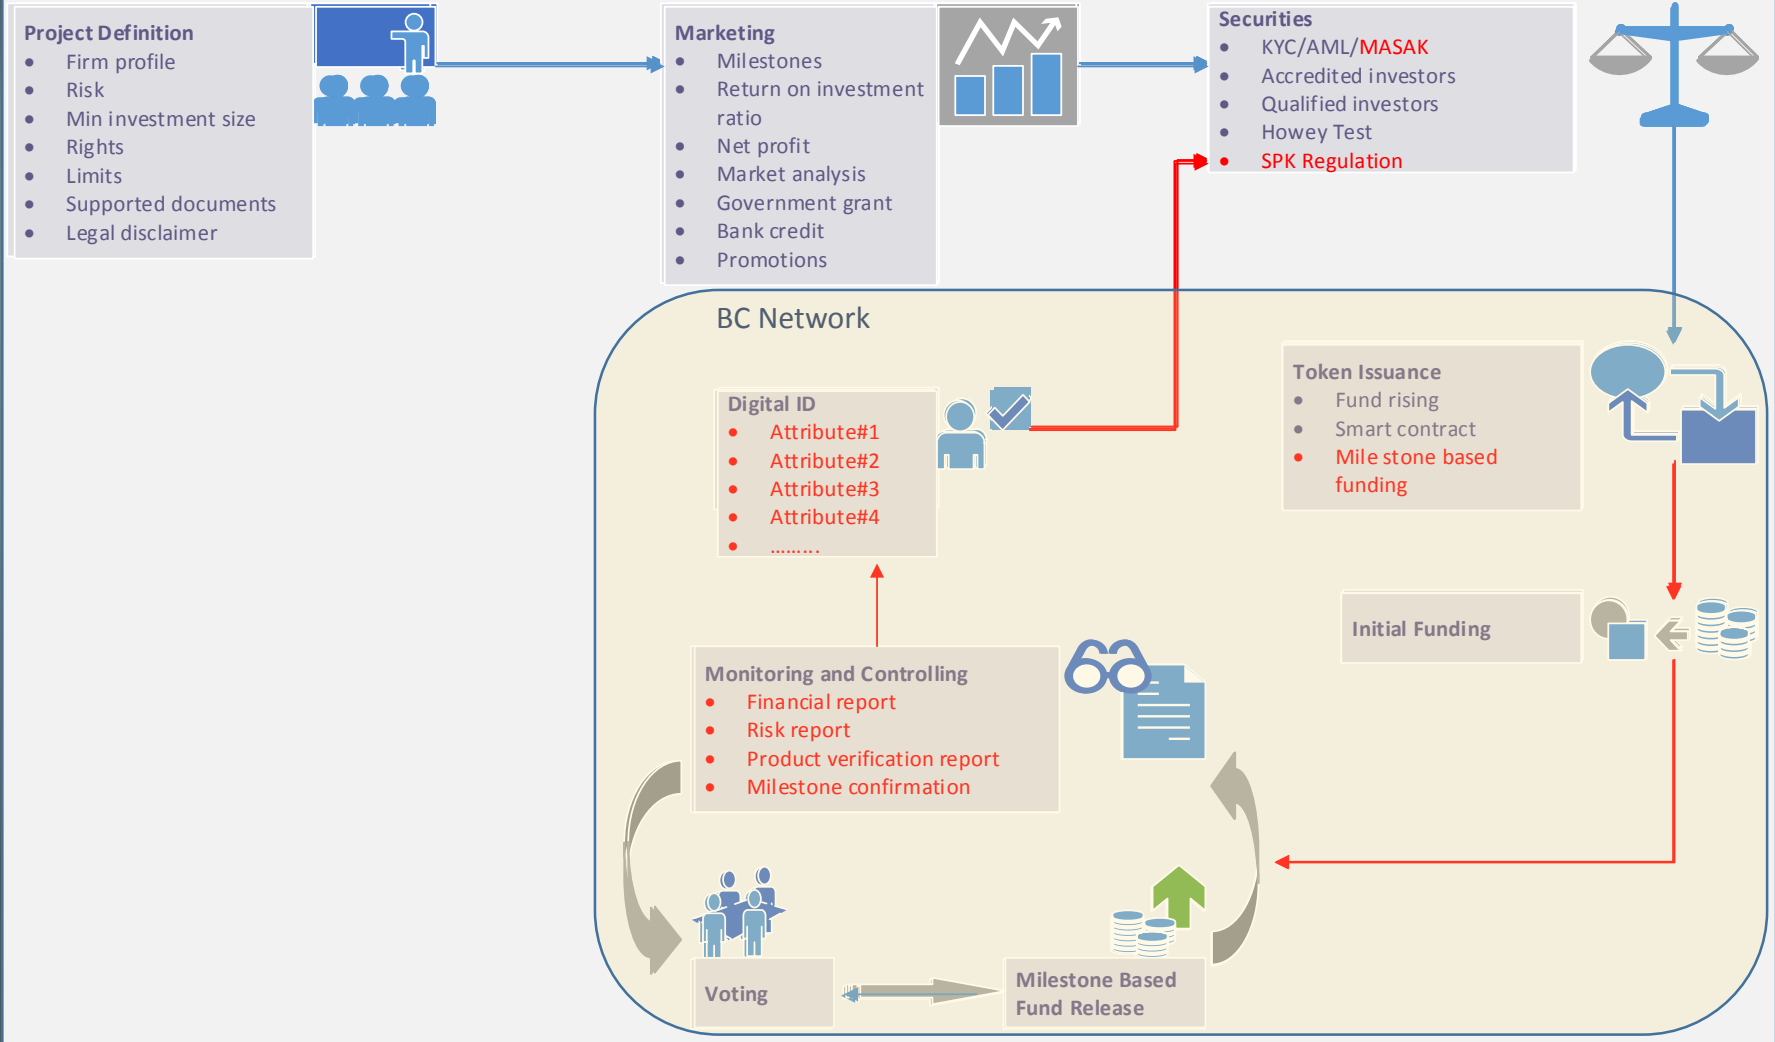 Project Definition
• Firm profile
• Risk
• Min investment size
• Rights
• Limits
• Supported documents
• Legal disclaimer
Marketing
• Milestones
• Return on investment
ratio
• Net profit
• Market analysis
• Government grant
• Bank credit
• Promotions
Securities
• KYC/AML/MASAK
• Accredited investors
• Qualified investors
• Howey Test
• SPK Regulation
BC Network
Digital ID
• Attribute#1
• Attribute#2
• Attribute#3
• Attribute#4
• .........
Token Issuance
• Fund rising
• Smart contract
• Mile stone based
funding
Initial Funding
Monitoring and Controlling
• Financial report
• Risk report
• Product verification report
• Milestone confirmation
Voting
Milestone Based
Fund Release